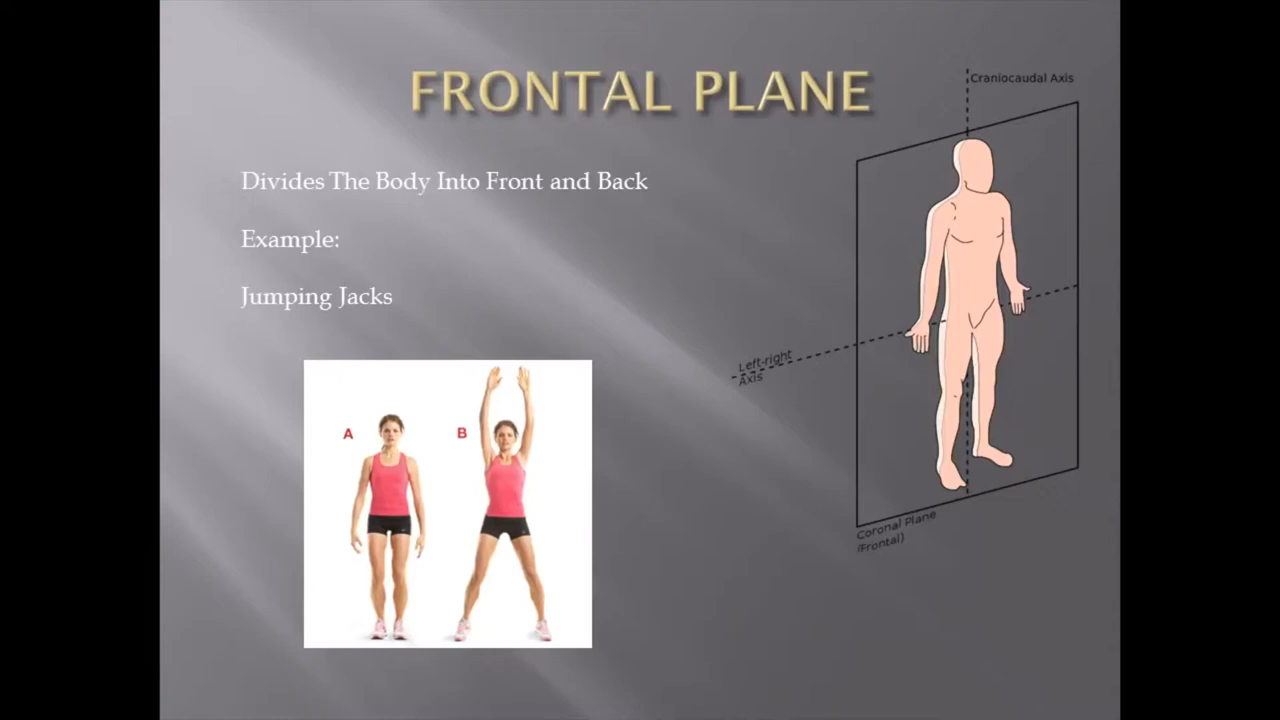 FRONTAL PLANE
Craniocaudal Axis
Divides The Body Into Front and Back
Example:
Jumping Jacks
Left-right
Axis
A
B
Coronal Plane
(Frontal)